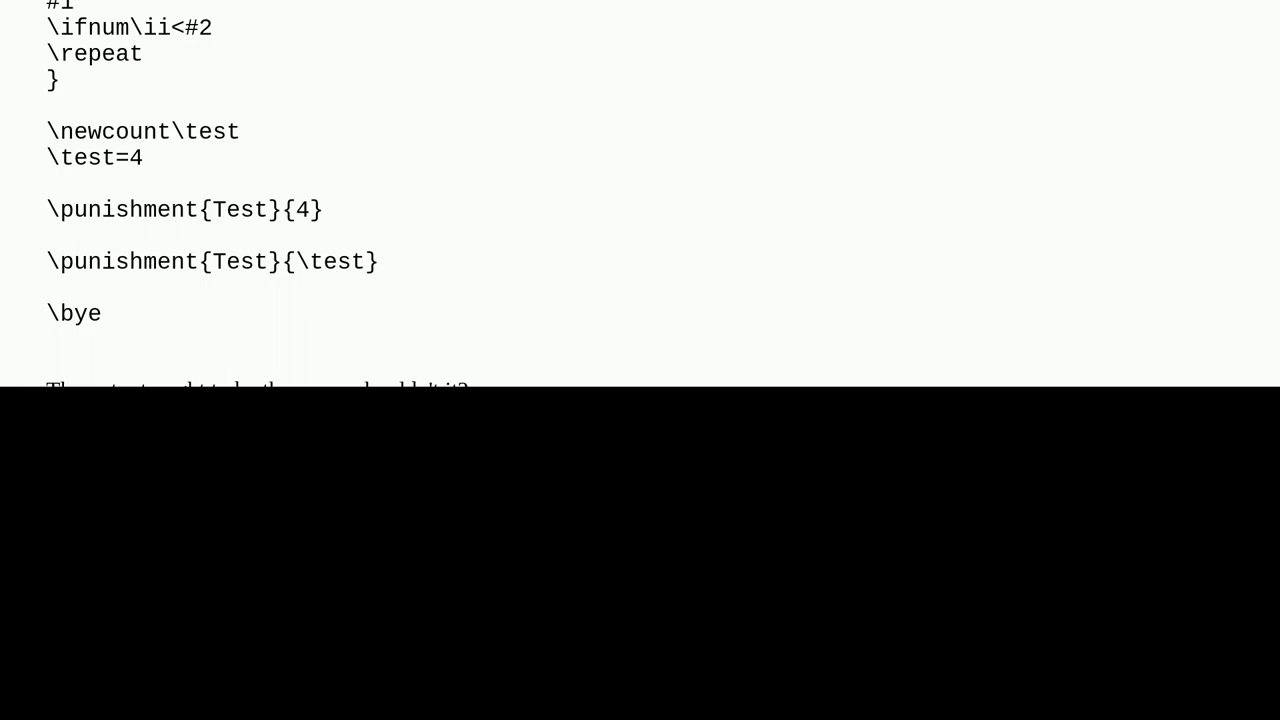 #1
\ifnum\ii<#2
\repeat
}
\newcount\test
\test=4
\punishment{Test}{4}
\punishment{Test}{\test}
\bye